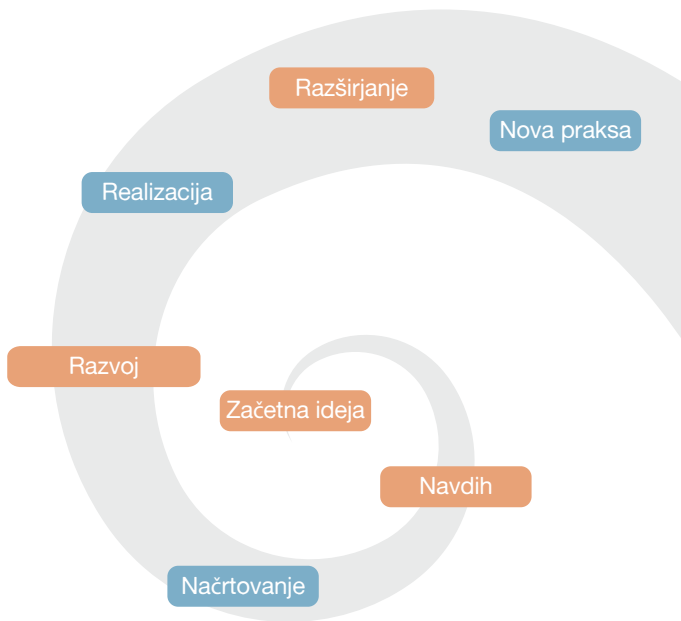 Razširjanje
Nova praksa
Realizacija
Razvoj
Začetna ideja
Navdih
Načrtovanje